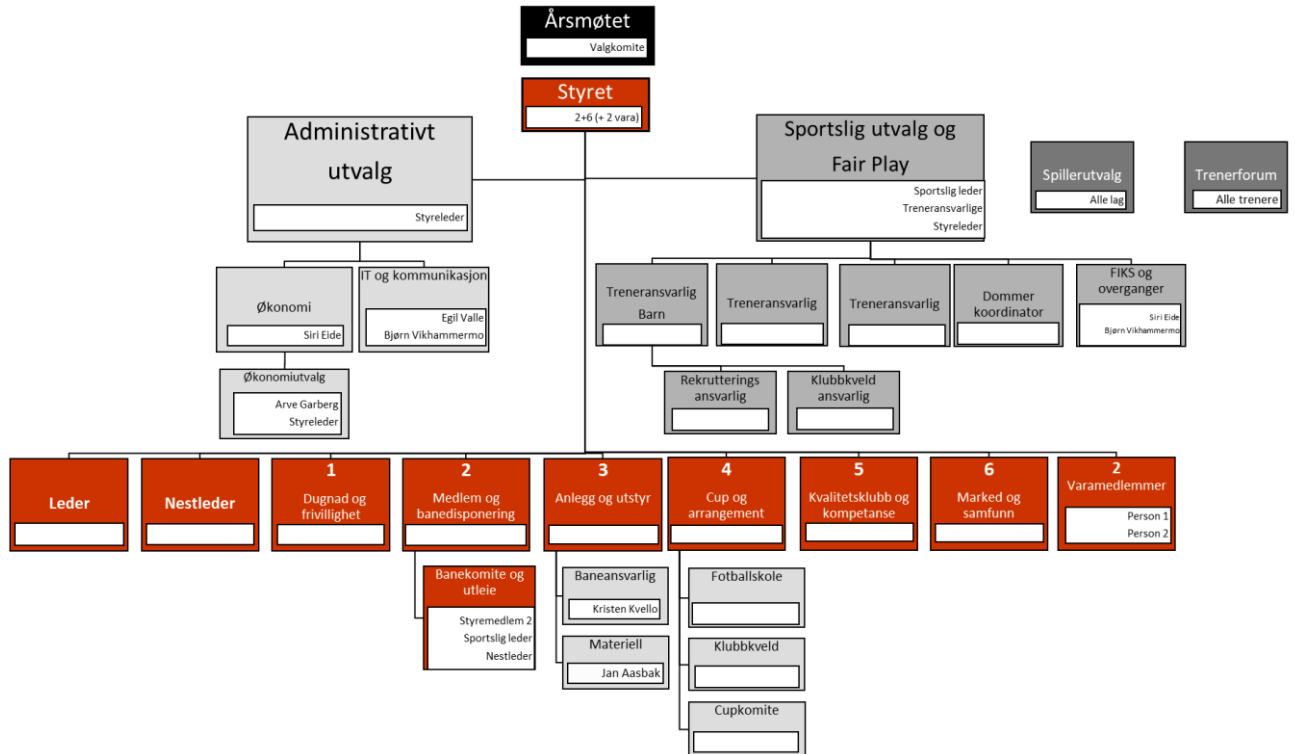 Årsmøtet
Valgkomite
Styret
2+6 (+ 2 vara)
Administrativt
utvalg
Styreleder
Sportslig utvalg og
Fair Play
Sportslig leder
Treneransvarlige
Styreleder
Spillerutvalg
Alle lag
Trenerforum
Alle trenere
Økonomi
Siri Eide
IT og kommunikasjon
Egil Valle
Bjørn Vikhammermo
Økonomiutvalg
Arve Garberg
Styreleder
Treneransvarlig
Barn
Treneransvarlig
Treneransvarlig
Dommer
koordinator
FIKS og
overganger
Siri Eide
Bjørn Vikhammermo
Rekrutterings
ansvarlig
Klubbkveld
ansvarlig
Leder
Nestleder
1
Dugnad og
frivillighet
2
Medlem og
banedisponering
3
Anlegg og utstyr
4
Cup og
arrangement
5
Kvalitetsklubb og
kompetanse
6
Marked og
samfunn
2
Varamedlemmer
Person 1
Person 2
Banekomite og
utleie
Styremedlem 2
Sportslig leder
Nestleder
Baneansvarlig
Kristen Kvello
Materiell
Jan Aasbak
Fotballskole
Klubbkveld
Cupkomite